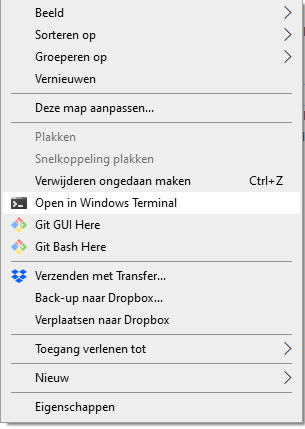 Beeld
Sorteren op
Groeperen op
Vernieuwen
Deze map aanpassen...
Plakken
Snelkoppeling plakken
Verwijderen ongedaan maken Ctrl+Z
Open in Windows Terminal
Git GUI Here
Git Bash Here
Verzenden met Transfer...
Back-up naar Dropbox...
Verplaatsen naar Dropbox
Toegang verlenen tot
Nieuw
Eigenschappen